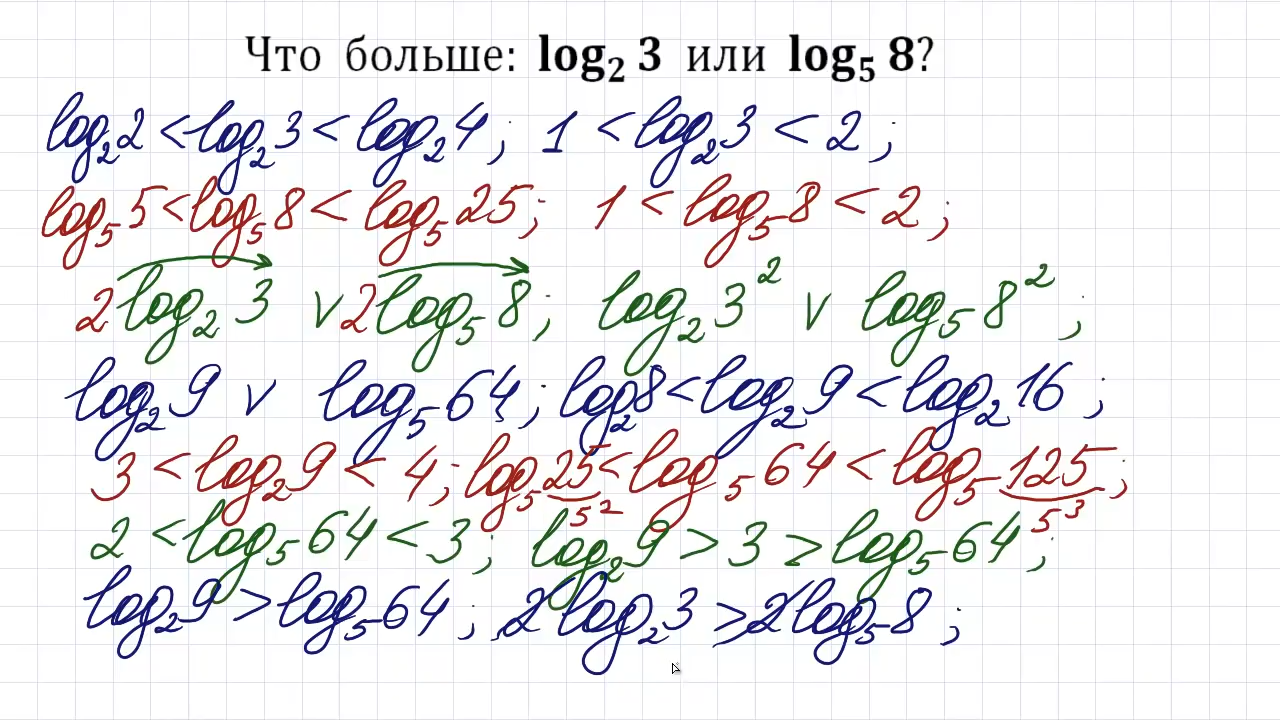 Что больше: log₂ 3 или log₅ 8?
log₂2 < log₂3 < log₂4 ; 1 < log₂3 < 2 ;
log₅5 < log₅8 < log₅25 ; 1 < log₅8 < 2 ;
2log₂3 ∨ 2log₅8 ; log₂3² ∨ log₅8² ;
log₂9 ∨ log₅64 ; log₂8 < log₂9 < log₂16 ;
3 < log₂9 < 4 ; log₅25 < log₅64 < log₅125 ;
5² 5³
2 < log₅64 < 3 ; log₂9 > 3 > log₅64 ;
log₂9 > log₅64 ; 2log₂3 > 2log₅8 ;